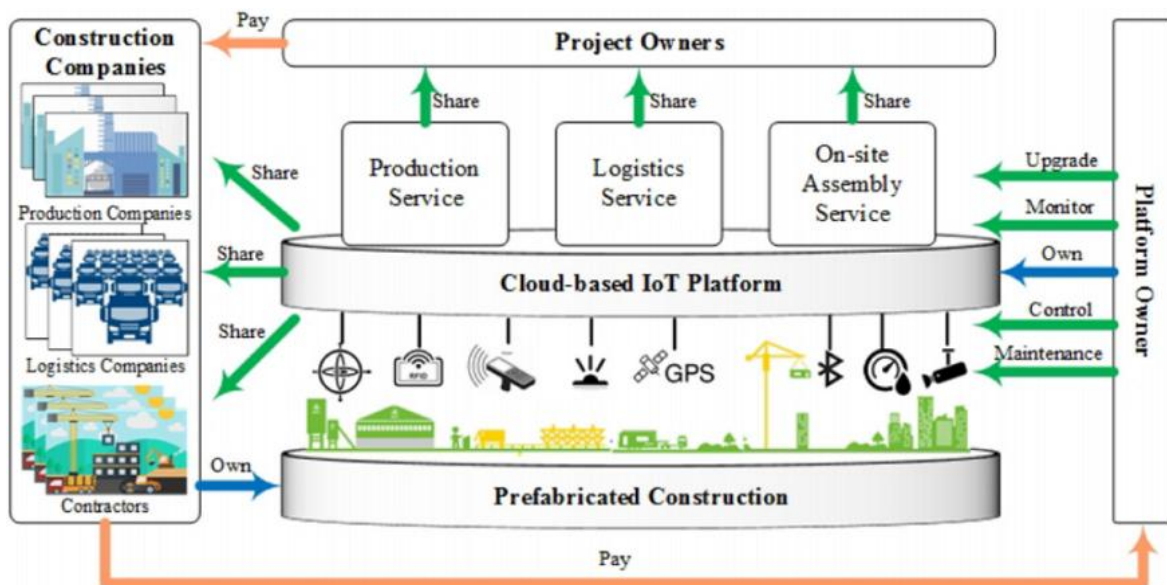 Construction
Companies
Production Companies
Logistics Companies
Contractors
Pay
Project Owners
Share
Share
Share
Production
Service
Logistics
Service
On-site
Assembly
Service
Share
Share
Share
Cloud-based IoT Platform
Upgrade
Monitor
Own
Control
Maintenance
Platform Owner
RFID
GPS
Own
Prefabricated Construction
Pay